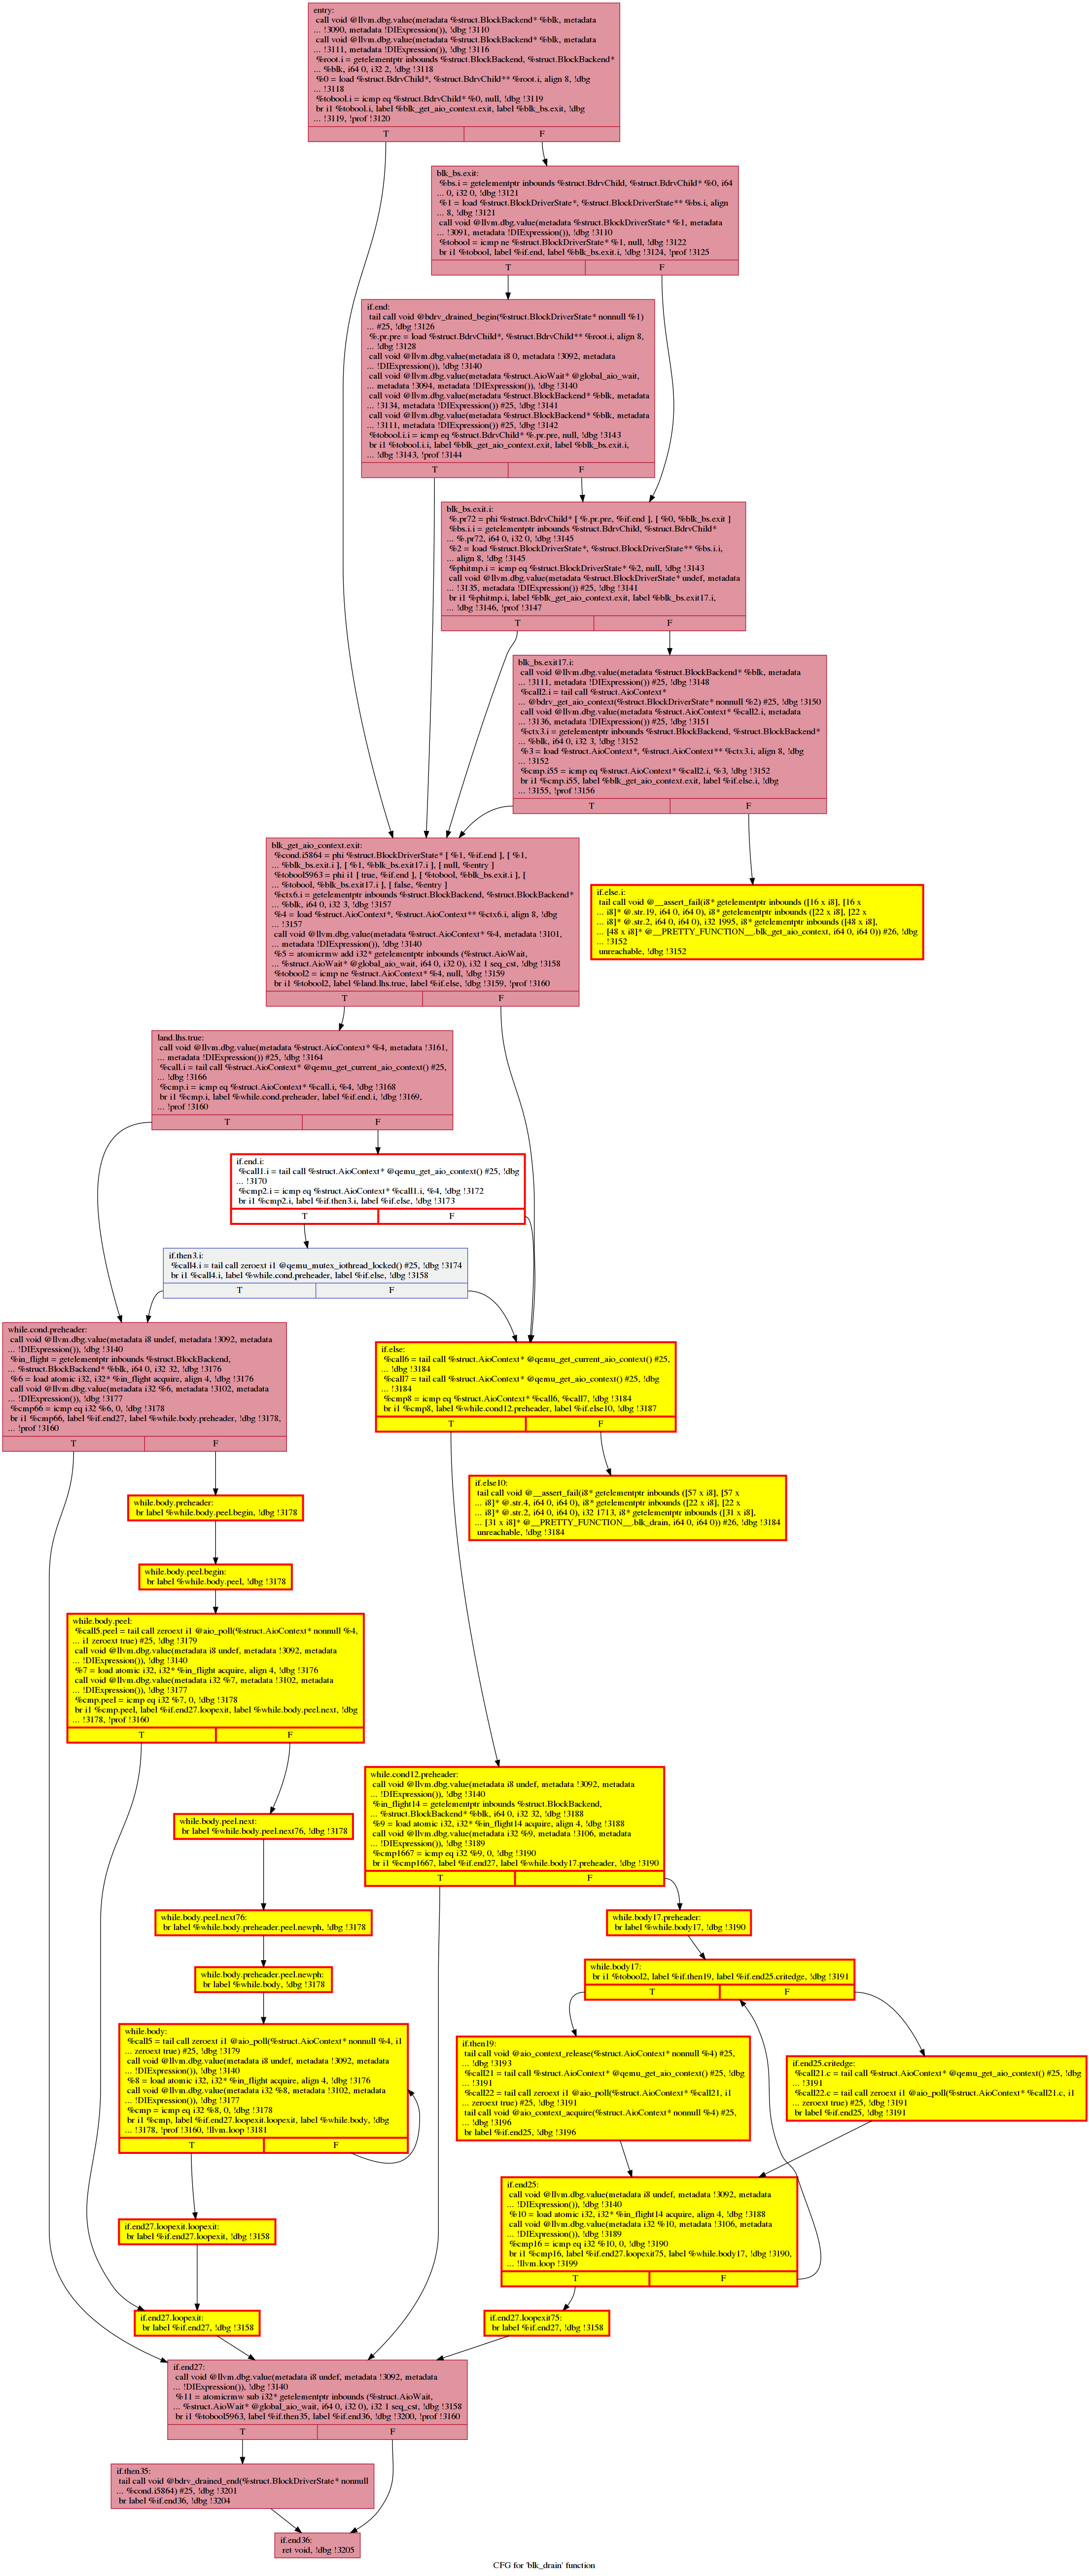 entry:
call void @llvm.dbg.value(metadata %struct.BlockBackend* %blk, metadata
... !3090, metadata !DIExpression()), !dbg !3110
call void @llvm.dbg.value(metadata %struct.BlockBackend* %blk, metadata
... !3111, metadata !DIExpression()), !dbg !3116
%root.i = getelementptr inbounds %struct.BlockBackend, %struct.BlockBackend*
... %blk, i64 0, i32 2, !dbg !3118
%0 = load %struct.BdrvChild*, %struct.BdrvChild** %root.i, align 8, !dbg
... !3118
%tobool.i = icmp eq %struct.BdrvChild* %0, null, !dbg !3119
br i1 %tobool.i, label %blk_get_aio_context.exit, label %blk_bs.exit, !dbg
... !3119, !prof !3120
T F
blk_bs.exit:
%bs.i = getelementptr inbounds %struct.BdrvChild, %struct.BdrvChild* %0, i64
... 0, i32 0, !dbg !3121
%1 = load %struct.BlockDriverState*, %struct.BlockDriverState** %bs.i, align
... 8, !dbg !3121
call void @llvm.dbg.value(metadata %struct.BlockDriverState* %1, metadata
... !3091, metadata !DIExpression()), !dbg !3110
%tobool = icmp ne %struct.BlockDriverState* %1, null, !dbg !3122
br i1 %tobool, label %if.end, label %blk_bs.exit.i, !dbg !3124, !prof !3125
T F
if.end:
tail call void @bdrv_drained_begin(%struct.BlockDriverState* nonnull %1)
... #25, !dbg !3126
%.pr.pre = load %struct.BdrvChild*, %struct.BdrvChild** %root.i, align 8,
... !dbg !3128
call void @llvm.dbg.value(metadata i8 0, metadata !3092, metadata
... !DIExpression()), !dbg !3140
call void @llvm.dbg.value(metadata %struct.AioWait* @global_aio_wait,
... metadata !3094, metadata !DIExpression()), !dbg !3140
call void @llvm.dbg.value(metadata %struct.BlockBackend* %blk, metadata
... !3134, metadata !DIExpression()) #25, !dbg !3141
call void @llvm.dbg.value(metadata %struct.BlockBackend* %blk, metadata
... !3111, metadata !DIExpression()) #25, !dbg !3142
%tobool.i.i = icmp eq %struct.BdrvChild* %.pr.pre, null, !dbg !3143
br i1 %tobool.i.i, label %blk_get_aio_context.exit, label %blk_bs.exit.i,
... !dbg !3143, !prof !3144
T F
blk_bs.exit.i:
%.pr72 = phi %struct.BdrvChild* [ %.pr.pre, %if.end ], [ %0, %blk_bs.exit ]
%bs.i.i = getelementptr inbounds %struct.BdrvChild, %struct.BdrvChild*
... %.pr72, i64 0, i32 0, !dbg !3145
%2 = load %struct.BlockDriverState*, %struct.BlockDriverState** %bs.i.i,
... align 8, !dbg !3145
%phitmp.i = icmp eq %struct.BlockDriverState* %2, null, !dbg !3143
call void @llvm.dbg.value(metadata %struct.BlockDriverState* undef, metadata
... !3135, metadata !DIExpression()) #25, !dbg !3141
br i1 %phitmp.i, label %blk_get_aio_context.exit, label %blk_bs.exit17.i,
... !dbg !3146, !prof !3147
T F
blk_bs.exit17.i:
call void @llvm.dbg.value(metadata %struct.BlockBackend* %blk, metadata
... !3111, metadata !DIExpression()) #25, !dbg !3148
%call2.i = tail call %struct.AioContext*
... @bdrv_get_aio_context(%struct.BlockDriverState* nonnull %2) #25, !dbg !3150
call void @llvm.dbg.value(metadata %struct.AioContext* %call2.i, metadata
... !3136, metadata !DIExpression()) #25, !dbg !3151
%ctx3.i = getelementptr inbounds %struct.BlockBackend, %struct.BlockBackend*
... %blk, i64 0, i32 3, !dbg !3152
%3 = load %struct.AioContext*, %struct.AioContext** %ctx3.i, align 8, !dbg
... !3152
%cmp.i55 = icmp eq %struct.AioContext* %call2.i, %3, !dbg !3152
br i1 %cmp.i55, label %blk_get_aio_context.exit, label %if.else.i, !dbg
... !3155, !prof !3156
T F
blk_get_aio_context.exit:
%cond.i5864 = phi %struct.BlockDriverState* [ %1, %if.end ], [ %1,
... %blk_bs.exit.i ], [ %1, %blk_bs.exit17.i ], [ null, %entry ]
%tobool5963 = phi i1 [ true, %if.end ], [ %tobool, %blk_bs.exit.i ], [
... %tobool, %blk_bs.exit17.i ], [ false, %entry ]
%ctx6.i = getelementptr inbounds %struct.BlockBackend, %struct.BlockBackend*
... %blk, i64 0, i32 3, !dbg !3157
%4 = load %struct.AioContext*, %struct.AioContext** %ctx6.i, align 8, !dbg
... !3157
call void @llvm.dbg.value(metadata %struct.AioContext* %4, metadata !3101,
... metadata !DIExpression()), !dbg !3140
%5 = atomicrmw add i32* getelementptr inbounds (%struct.AioWait,
... %struct.AioWait* @global_aio_wait, i64 0, i32 0), i32 1 seq_cst, !dbg !3158
%tobool2 = icmp ne %struct.AioContext* %4, null, !dbg !3159
br i1 %tobool2, label %land.lhs.true, label %if.else, !dbg !3159, !prof !3160
T F
if.else.i:
tail call void @__assert_fail(i8* getelementptr inbounds ([16 x i8], [16 x
... i8]* @.str.19, i64 0, i64 0), i8* getelementptr inbounds ([22 x i8], [22 x
... i8]* @.str.2, i64 0, i64 0), i32 1995, i8* getelementptr inbounds ([48 x i8],
... [48 x i8]* @__PRETTY_FUNCTION__.blk_get_aio_context, i64 0, i64 0)) #26, !dbg
... !3152
unreachable, !dbg !3152
land.lhs.true:
call void @llvm.dbg.value(metadata %struct.AioContext* %4, metadata !3161,
... metadata !DIExpression()) #25, !dbg !3164
%call.i = tail call %struct.AioContext* @qemu_get_current_aio_context() #25,
... !dbg !3166
%cmp.i = icmp eq %struct.AioContext* %call.i, %4, !dbg !3168
br i1 %cmp.i, label %while.cond.preheader, label %if.end.i, !dbg !3169,
... !prof !3160
T F
if.end.i:
%call1.i = tail call %struct.AioContext* @qemu_get_aio_context() #25, !dbg
... !3170
%cmp2.i = icmp eq %struct.AioContext* %call1.i, %4, !dbg !3172
br i1 %cmp2.i, label %if.then3.i, label %if.else, !dbg !3173
T F
if.then3.i:
%call4.i = tail call zeroext i1 @qemu_mutex_iothread_locked() #25, !dbg !3174
br i1 %call4.i, label %while.cond.preheader, label %if.else, !dbg !3158
T F
while.cond.preheader:
call void @llvm.dbg.value(metadata i8 undef, metadata !3092, metadata
... !DIExpression()), !dbg !3140
%in_flight = getelementptr inbounds %struct.BlockBackend,
... %struct.BlockBackend* %blk, i64 0, i32 32, !dbg !3176
%6 = load atomic i32, i32* %in_flight acquire, align 4, !dbg !3176
call void @llvm.dbg.value(metadata i32 %6, metadata !3102, metadata
... !DIExpression()), !dbg !3177
%cmp66 = icmp eq i32 %6, 0, !dbg !3178
br i1 %cmp66, label %if.end27, label %while.body.preheader, !dbg !3178,
... !prof !3160
T F
if.else:
%call6 = tail call %struct.AioContext* @qemu_get_current_aio_context() #25,
... !dbg !3184
%call7 = tail call %struct.AioContext* @qemu_get_aio_context() #25, !dbg
... !3184
%cmp8 = icmp eq %struct.AioContext* %call6, %call7, !dbg !3184
br i1 %cmp8, label %while.cond12.preheader, label %if.else10, !dbg !3187
T F
if.else10:
tail call void @__assert_fail(i8* getelementptr inbounds ([57 x i8], [57 x
... i8]* @.str.4, i64 0, i64 0), i8* getelementptr inbounds ([22 x i8], [22 x
... i8]* @.str.2, i64 0, i64 0), i32 1713, i8* getelementptr inbounds ([31 x i8],
... [31 x i8]* @__PRETTY_FUNCTION__.blk_drain, i64 0, i64 0)) #26, !dbg !3184
unreachable, !dbg !3184
while.body.preheader:
br label %while.body.peel.begin, !dbg !3178
while.body.peel.begin:
br label %while.body.peel, !dbg !3178
while.body.peel:
%call5.peel = tail call zeroext i1 @aio_poll(%struct.AioContext* nonnull %4,
... i1 zeroext true) #25, !dbg !3179
call void @llvm.dbg.value(metadata i8 undef, metadata !3092, metadata
... !DIExpression()), !dbg !3140
%7 = load atomic i32, i32* %in_flight acquire, align 4, !dbg !3176
call void @llvm.dbg.value(metadata i32 %7, metadata !3102, metadata
... !DIExpression()), !dbg !3177
%cmp.peel = icmp eq i32 %7, 0, !dbg !3178
br i1 %cmp.peel, label %if.end27.loopexit, label %while.body.peel.next, !dbg
... !3178, !prof !3160
T F
while.cond12.preheader:
call void @llvm.dbg.value(metadata i8 undef, metadata !3092, metadata
... !DIExpression()), !dbg !3140
%in_flight14 = getelementptr inbounds %struct.BlockBackend,
... %struct.BlockBackend* %blk, i64 0, i32 32, !dbg !3188
%9 = load atomic i32, i32* %in_flight14 acquire, align 4, !dbg !3188
call void @llvm.dbg.value(metadata i32 %9, metadata !3106, metadata
... !DIExpression()), !dbg !3189
%cmp1667 = icmp eq i32 %9, 0, !dbg !3190
br i1 %cmp1667, label %if.end27, label %while.body17.preheader, !dbg !3190
T F
while.body.peel.next:
br label %while.body.peel.next76, !dbg !3178
while.body.peel.next76:
br label %while.body.preheader.peel.newph, !dbg !3178
while.body17.preheader:
br label %while.body17, !dbg !3190
while.body.preheader.peel.newph:
br label %while.body, !dbg !3178
while.body17:
br i1 %tobool2, label %if.then19, label %if.end25.critedge, !dbg !3191
T F
while.body:
%call5 = tail call zeroext i1 @aio_poll(%struct.AioContext* nonnull %4, i1
... zeroext true) #25, !dbg !3179
call void @llvm.dbg.value(metadata i8 undef, metadata !3092, metadata
... !DIExpression()), !dbg !3140
%8 = load atomic i32, i32* %in_flight acquire, align 4, !dbg !3176
call void @llvm.dbg.value(metadata i32 %8, metadata !3102, metadata
... !DIExpression()), !dbg !3177
%cmp = icmp eq i32 %8, 0, !dbg !3178
br i1 %cmp, label %if.end27.loopexit.loopexit, label %while.body, !dbg
... !3178, !prof !3160, !llvm.loop !3181
T F
if.then19:
tail call void @aio_context_release(%struct.AioContext* nonnull %4) #25,
... !dbg !3193
%call21 = tail call %struct.AioContext* @qemu_get_aio_context() #25, !dbg
... !3191
%call22 = tail call zeroext i1 @aio_poll(%struct.AioContext* %call21, i1
... zeroext true) #25, !dbg !3191
tail call void @aio_context_acquire(%struct.AioContext* nonnull %4) #25,
... !dbg !3196
br label %if.end25, !dbg !3196
if.end25.critedge:
%call21.c = tail call %struct.AioContext* @qemu_get_aio_context() #25, !dbg
... !3191
%call22.c = tail call zeroext i1 @aio_poll(%struct.AioContext* %call21.c, i1
... zeroext true) #25, !dbg !3191
br label %if.end25, !dbg !3191
if.end25:
call void @llvm.dbg.value(metadata i8 undef, metadata !3092, metadata
... !DIExpression()), !dbg !3140
%10 = load atomic i32, i32* %in_flight14 acquire, align 4, !dbg !3188
call void @llvm.dbg.value(metadata i32 %10, metadata !3106, metadata
... !DIExpression()), !dbg !3189
%cmp16 = icmp eq i32 %10, 0, !dbg !3190
br i1 %cmp16, label %if.end27.loopexit75, label %while.body17, !dbg !3190,
... !llvm.loop !3199
T F
if.end27.loopexit.loopexit:
br label %if.end27.loopexit, !dbg !3158
if.end27.loopexit:
br label %if.end27, !dbg !3158
if.end27.loopexit75:
br label %if.end27, !dbg !3158
if.end27:
call void @llvm.dbg.value(metadata i8 undef, metadata !3092, metadata
... !DIExpression()), !dbg !3140
%11 = atomicrmw sub i32* getelementptr inbounds (%struct.AioWait,
... %struct.AioWait* @global_aio_wait, i64 0, i32 0), i32 1 seq_cst, !dbg !3158
br i1 %tobool5963, label %if.then35, label %if.end36, !dbg !3200, !prof !3160
T F
if.then35:
tail call void @bdrv_drained_end(%struct.BlockDriverState* nonnull
... %cond.i5864) #25, !dbg !3201
br label %if.end36, !dbg !3204
if.end36:
ret void, !dbg !3205
CFG for 'blk_drain' function